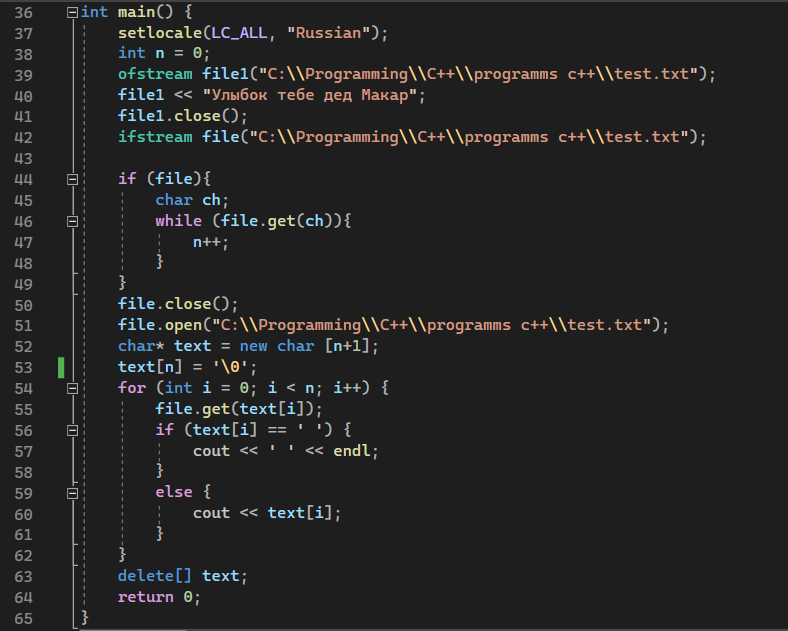 36 int main() {
37 setlocale(LC_ALL, "Russian");
38 int n = 0;
39 ofstream file1("C:\\Programming\\C++\\programms c++\\test.txt");
40 file1 << "Улыбок тебе дед Макар";
41 file1.close();
42 ifstream file("C:\\Programming\\C++\\programms c++\\test.txt");
43
44 if (file){
45 char ch;
46 while (file.get(ch)){
47 n++;
48 }
49 }
50 file.close();
51 file.open("C:\\Programming\\C++\\programms c++\\test.txt");
52 char* text = new char [n+1];
53 text[n] = '\0';
54 for (int i = 0; i < n; i++) {
55 file.get(text[i]);
56 if (text[i] == ' ') {
57 cout << ' ' << endl;
58 }
59 else {
60 cout << text[i];
61 }
62 }
63 delete[] text;
64 return 0;
65 }